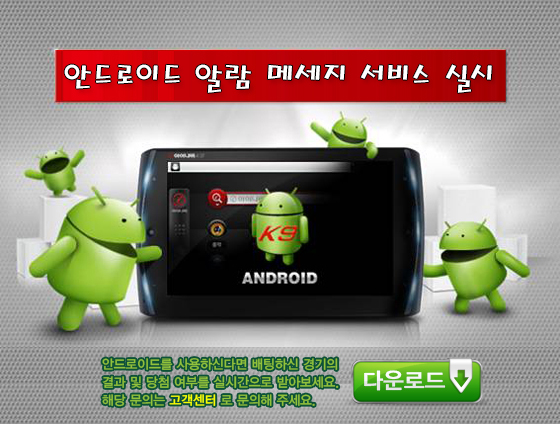 안드로이드 알람 메세지 서비스 실시
K9
ANDROID
안드로이드를 사용하신다면 배팅하신 경기의
결과 및 당첨 여부를 실시간으로 받아보세요.
해당 문의는 고객센터 로 문의해 주세요.
다운로드